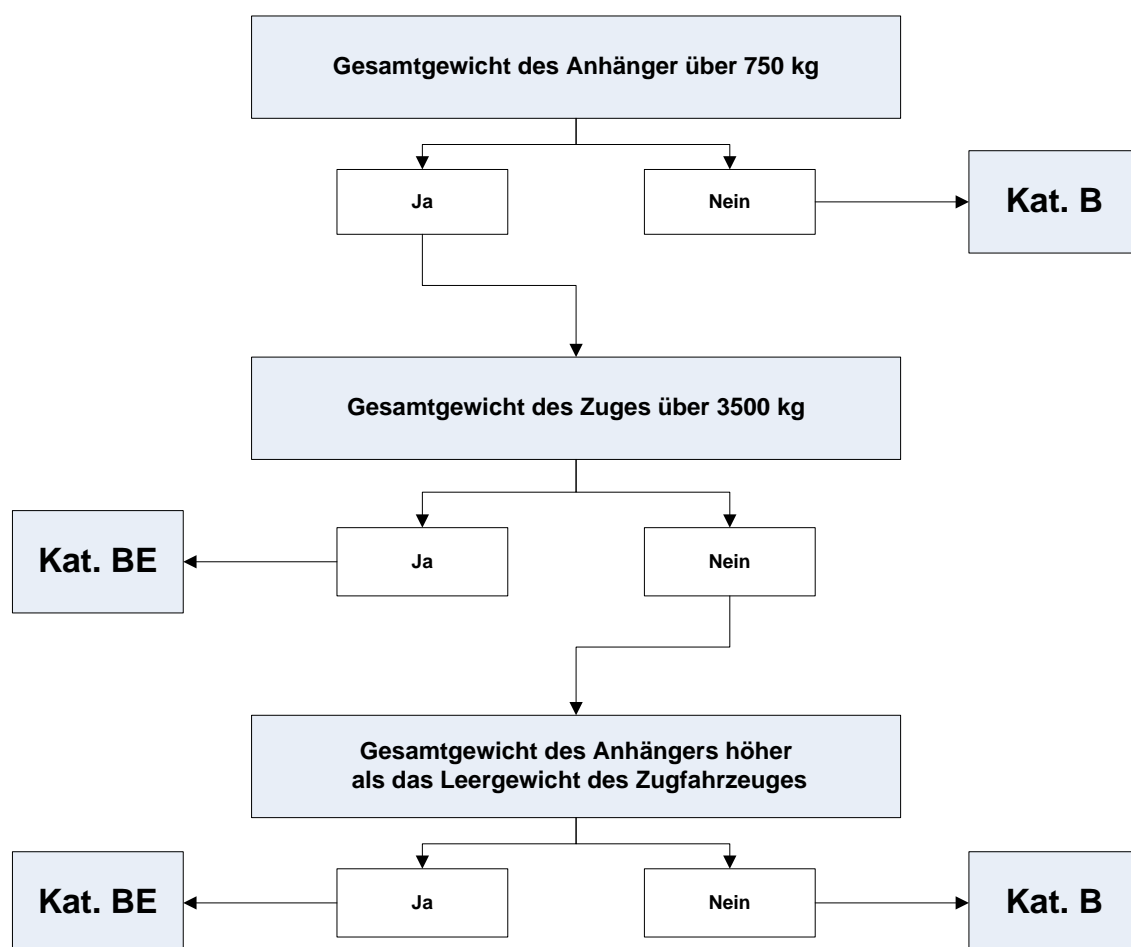 Gesamtgewicht des Anhänger über 750 kg
Ja
Nein
Kat. B
Gesamtgewicht des Zuges über 3500 kg
Kat. BE
Ja
Nein
Gesamtgewicht des Anhängers höher
als das Leergewicht des Zugfahrzeuges
Kat. BE
Ja
Nein
Kat. B